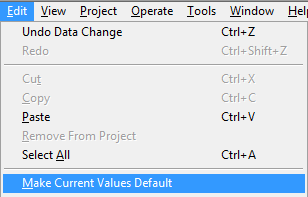 Edit View Project Operate Tools Window
Undo Data Change Ctrl+Z
Redo Ctrl+Shift+Z
Cut Ctrl+X
Copy Ctrl+C
Paste Ctrl+V
Remove From Project
Select All Ctrl+A
Make Current Values Default